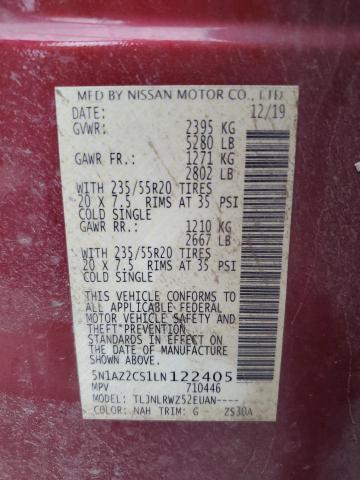 MFD BY NISSAN MOTOR CO., LTD
DATE: 12/19
GVWR: 2395 KG
5280 LB
GAWR FR.: 1271 KG
2802 LB
WITH 235/55R20 TIRES
20 x 7.5 RIMS AT 35 PSI
COLD SINGLE
GAWR RR.: 1210 KG
2667 LB
WITH 235/55R20 TIRES
20 x 7.5 RIMS AT 35 PSI
COLD SINGLE
THIS VEHICLE CONFORMS TO
ALL APPLICABLE FEDERAL
MOTOR VEHICLE SAFETY AND
THEFT PREVENTION
STANDARDS IN EFFECT ON
THE DATE OF MANUFACTURE
SHOWN ABOVE.
5N1AZ2CS1LN122405
MPV 710446
MODEL: TLJNLRWZ52EUAN----
COLOR: NAH TRIM: G ZS30A